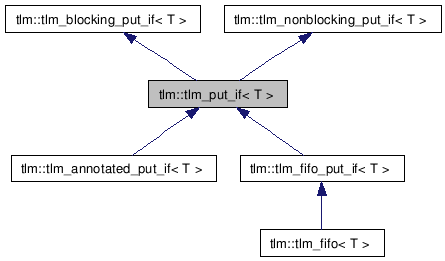 tlm::tlm_blocking_put_if< T >
tlm::tlm_nonblocking_put_if< T >
tlm::tlm_put_if< T >
tlm::tlm_annotated_put_if< T >
tlm::tlm_fifo_put_if< T >
tlm::tlm_fifo< T >